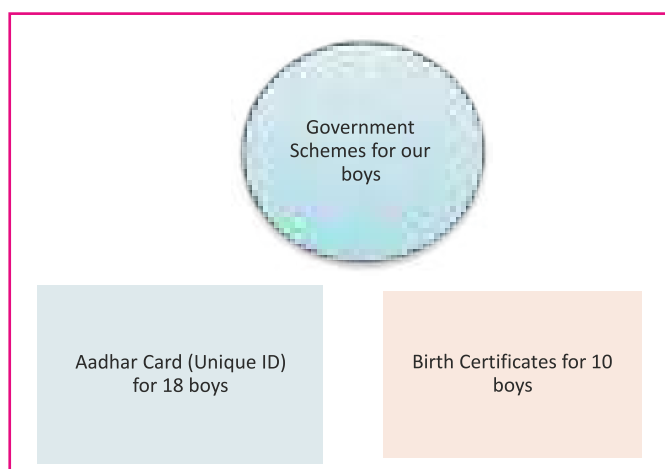 Government
Schemes for our
boys
Aadhar Card (Unique ID)
for 18 boys
Birth Certificates for 10
boys